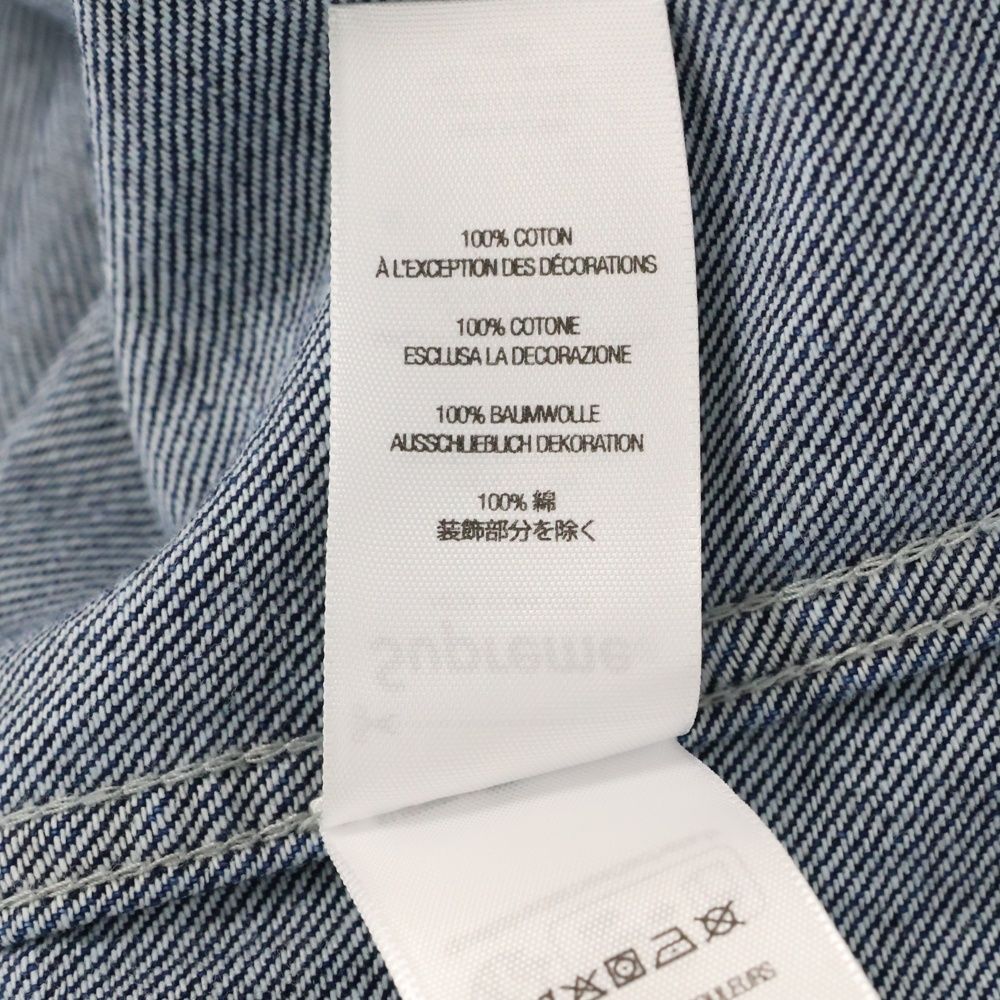 100% COTON
À L'EXCEPTION DES DÉCORATIONS
100% COTONE
ESCLUSA LA DECORAZIONE
100% BAUMWOLLE
AUSSCHLIEBLICH DEKORATION
100% 綿
装飾部分を除く
Supreme